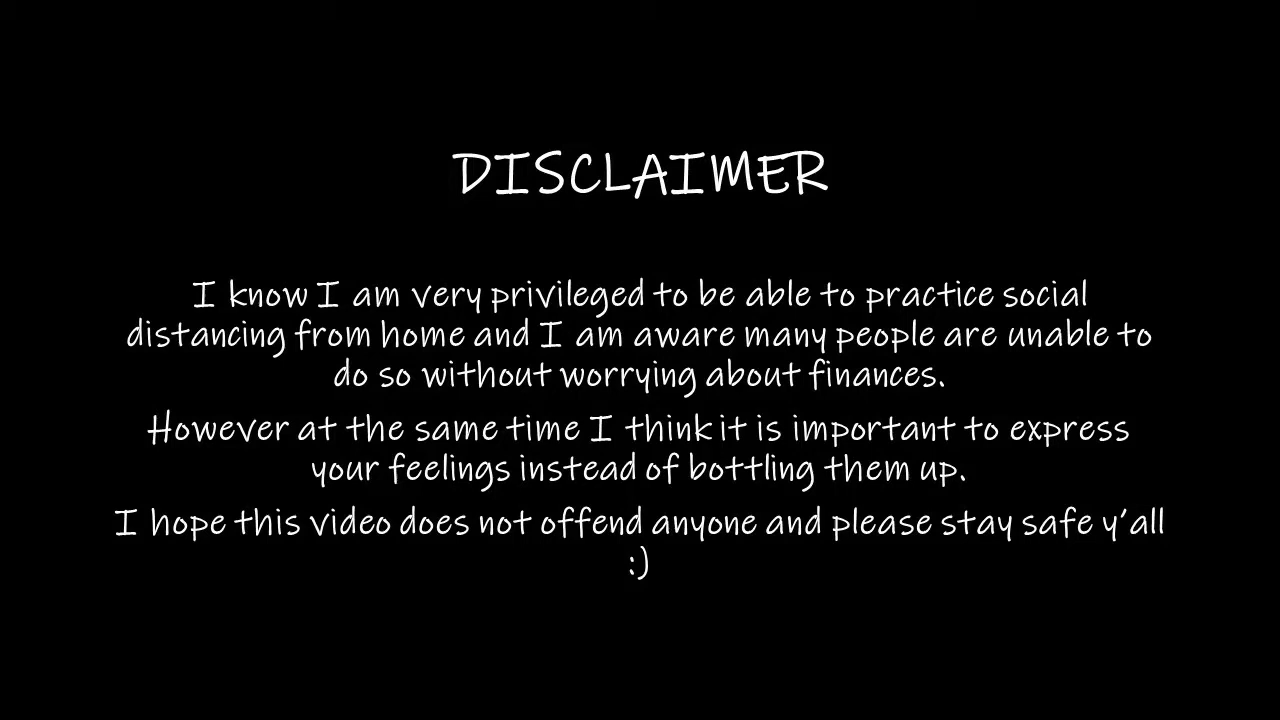 DISCLAIMER
I know I am very privileged to be able to practice social
distancing from home and I am aware many people are unable to
do so without worrying about finances.
However at the same time I think it is important to express
your feelings instead of bottling them up.
I hope this video does not offend anyone and please stay safe y'all
:)